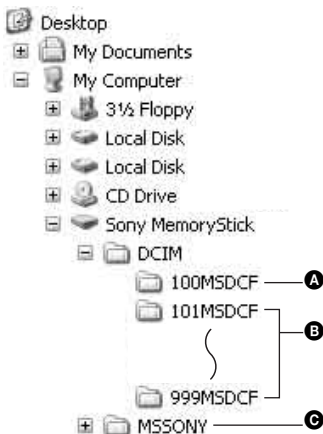 Desktop
My Documents
My Computer
3½ Floppy
Local Disk
Local Disk
CD Drive
Sony MemoryStick
DCIM
100MSDCF A
101MSDCF
B
999MSDCF
MSSONY C